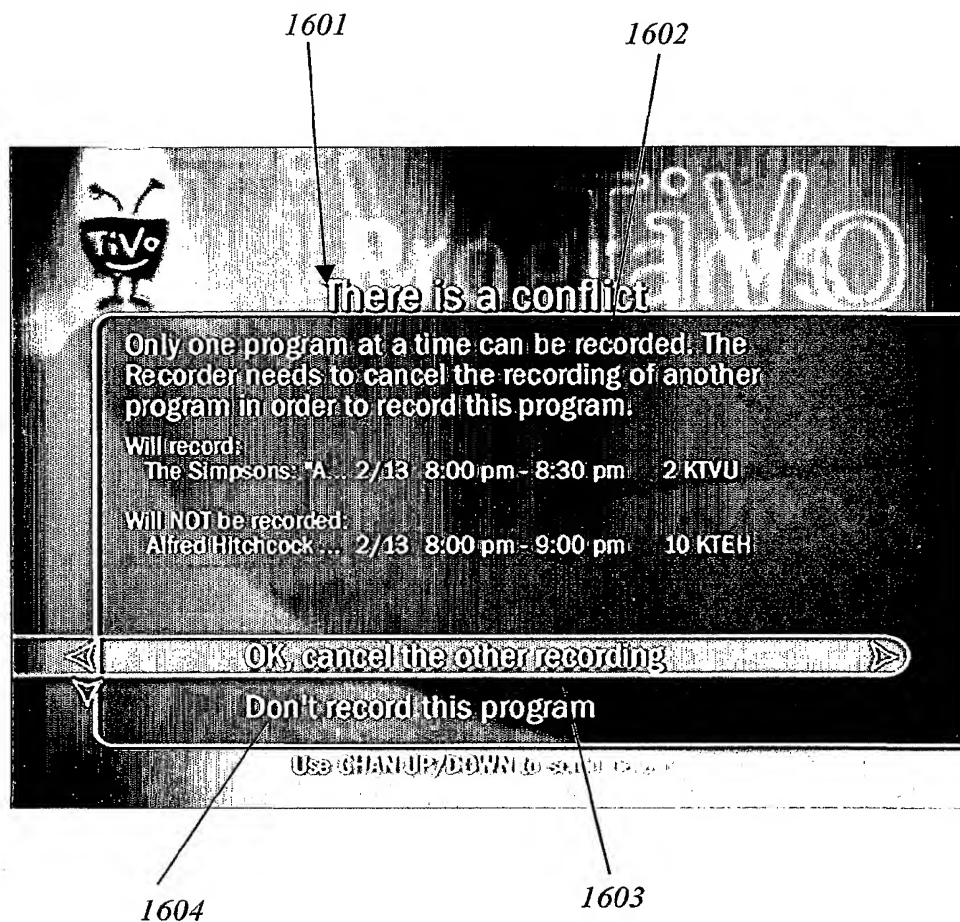 1601
1602
TiVo
TiVo
There is a conflict
Only one program at a time can be recorded. The
Recorder needs to cancel the recording of another
program in order to record this program.
Will record:
The Simpsons: "A... 2/13 8:00 pm - 8:30 pm 2 KTVU
Will NOT be recorded:
Alfred Hitchcock ... 2/13 8:00 pm - 9:00 pm 10 KTEH
OK, cancel the other recording
Don't record this program
Use CHAN UP/DOWN to
1604
1603